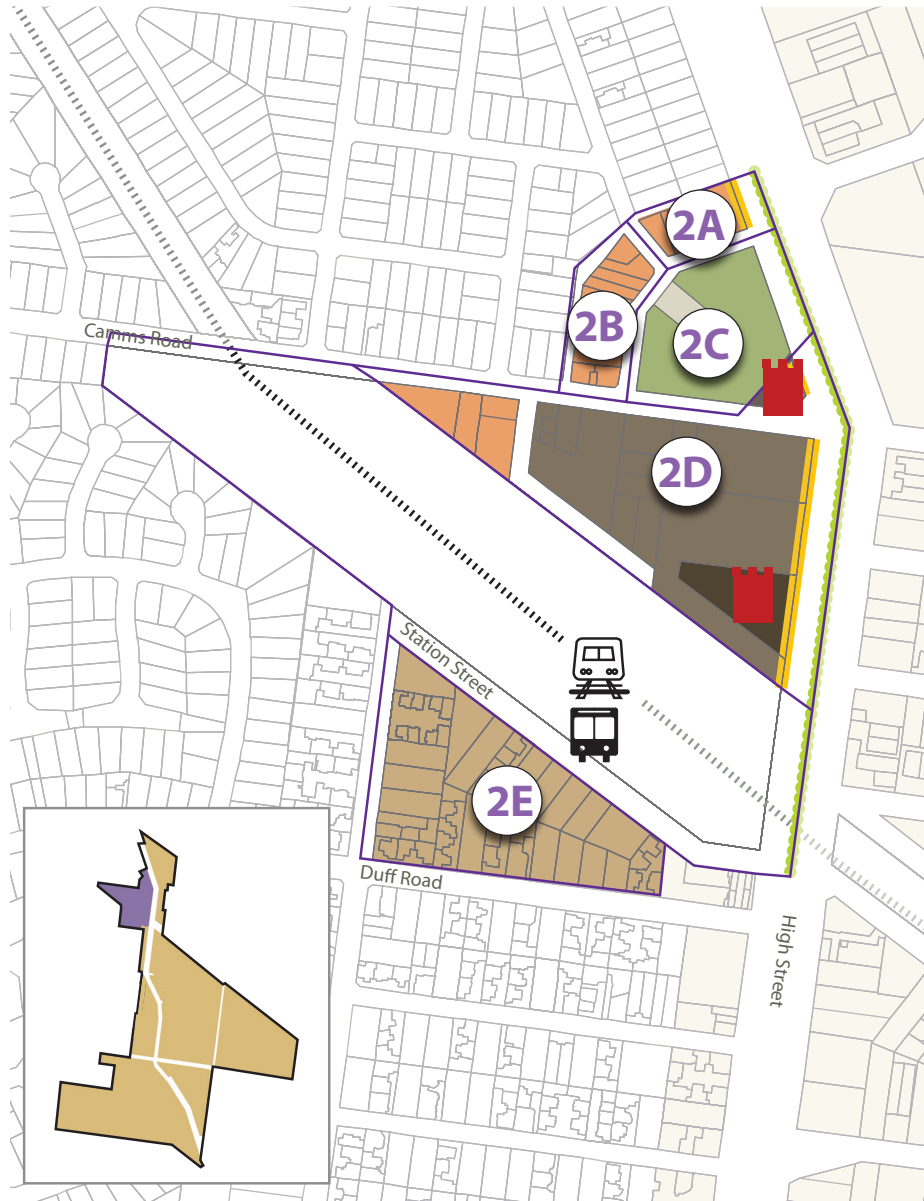 2A
2B
2C
Camms Road
2D
Station Street
2E
Duff Road
High Street